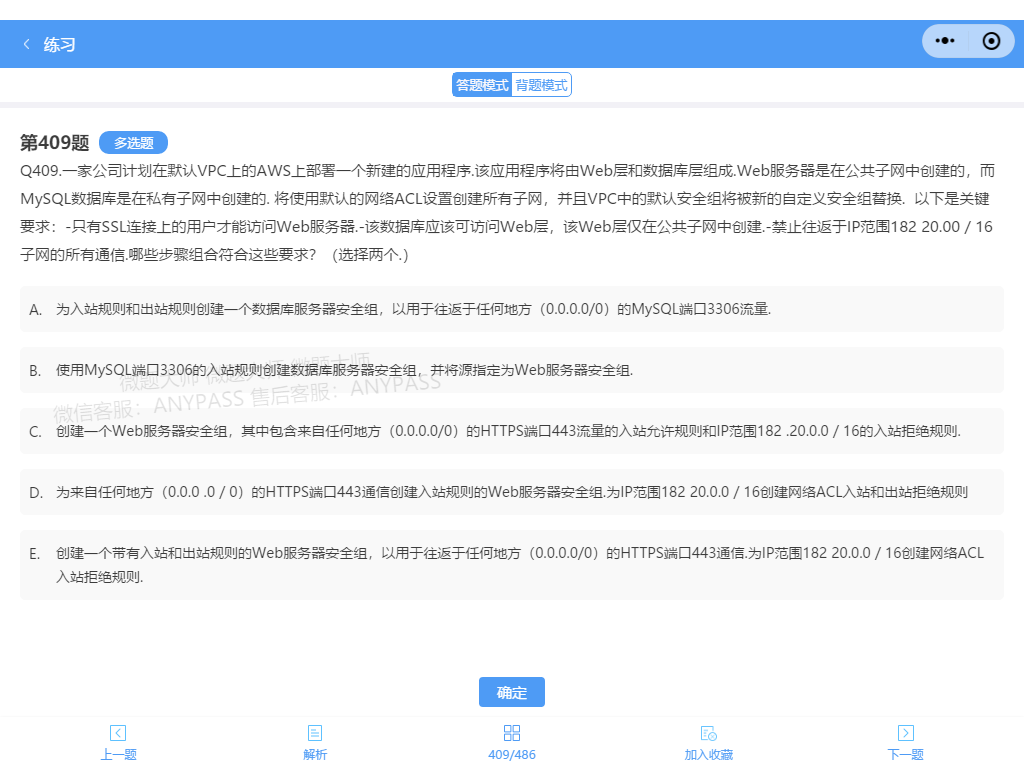 练习
答题模式 背题模式
第409题 多选题
Q409.一家公司计划在默认VPC上的AWS上部署一个新建的应用程序.该应用程序将由Web层和数据库层组成.Web服务器是在公共子网中创建的，而
MySQL数据库是在私有子网中创建的. 将使用默认的网络ACL设置创建所有子网，并且VPC中的默认安全组将被新的自定义安全组替换.  以下是关键
要求：-只有SSL连接上的用户才能访问Web服务器.-该数据库应该可访问Web层，该Web层仅在公共子网中创建.-禁止往返于IP范围182 20.00 / 16
子网的所有通信.哪些步骤组合符合这些要求？（选择两个.）
A. 为入站规则和出站规则创建一个数据库服务器安全组，以用于往返于任何地方（0.0.0.0/0）的MySQL端口3306流量.
B. 使用MySQL端口3306的入站规则创建数据库服务器安全组，并将源指定为Web服务器安全组.
微题大师 微题大师 微题大师
微信客服：ANYPASS 售后客服：ANYPASS
C. 创建一个Web服务器安全组，其中包含来自任何地方（0.0.0.0/0）的HTTPS端口443流量的入站允许规则和IP范围182 .20.0.0 / 16的入站拒绝规则.
D. 为来自任何地方（0.0.0 .0 / 0）的HTTPS端口443通信创建入站规则的Web服务器安全组.为IP范围182 20.0.0 / 16创建网络ACL入站和出站拒绝规则
E. 创建一个带有入站和出站规则的Web服务器安全组，以用于往返于任何地方（0.0.0.0/0）的HTTPS端口443通信.为IP范围182 20.0.0 / 16创建网络ACL
入站拒绝规则.
确定
上一题 解析 409/486 加入收藏 下一题